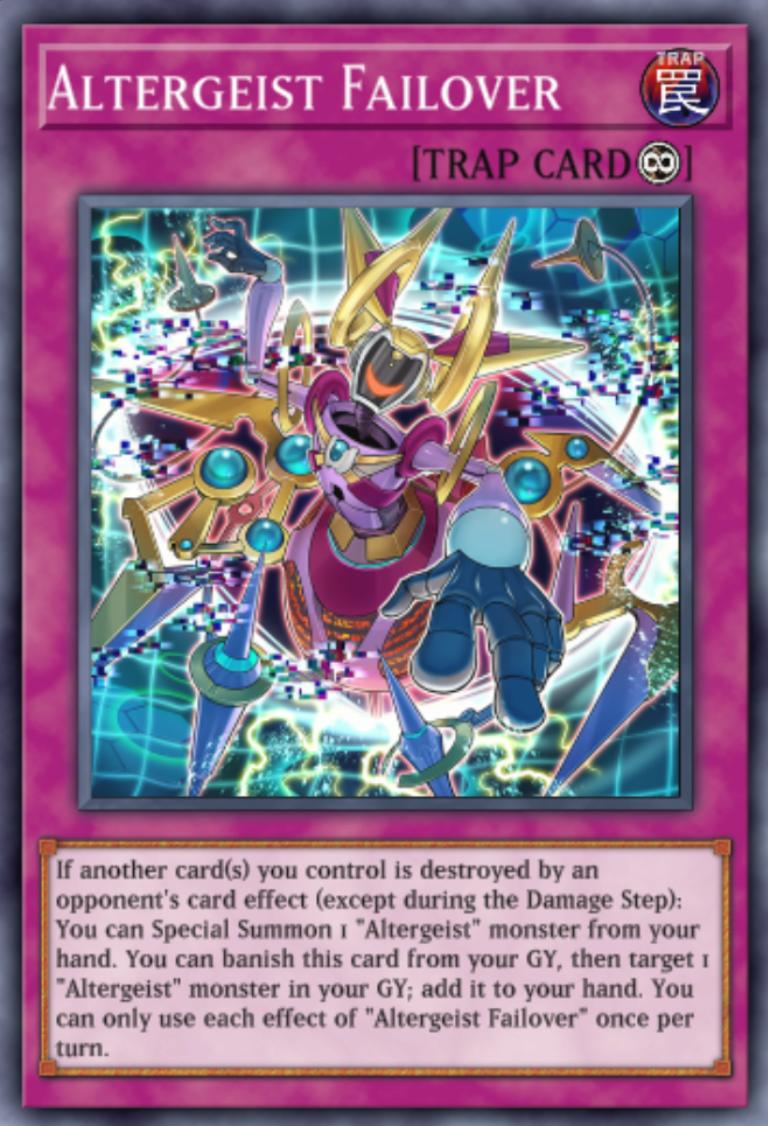 ALTERGEIST FAILOVER
TRAP
罠
[TRAP CARD]
If another card(s) you control is destroyed by an
opponent's card effect (except during the Damage Step):
You can Special Summon 1 "Altergeist" monster from your
hand. You can banish this card from your GY, then target 1
"Altergeist" monster in your GY; add it to your hand. You
can only use each effect of "Altergeist Failover" once per
turn.